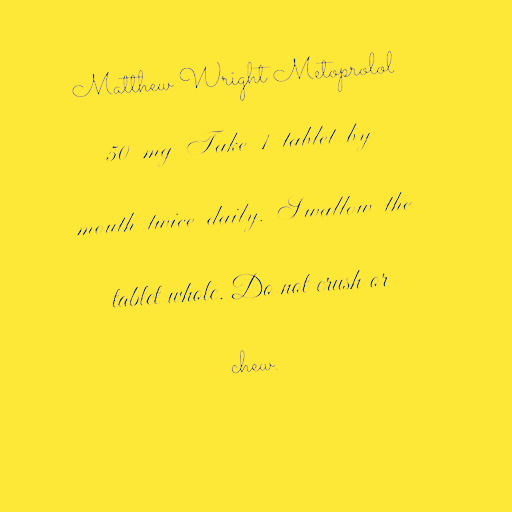 Matthew Wright Metoprolol
50 mg Take 1 tablet by
mouth twice daily. Swallow the
tablet whole. Do not crush or
chew.